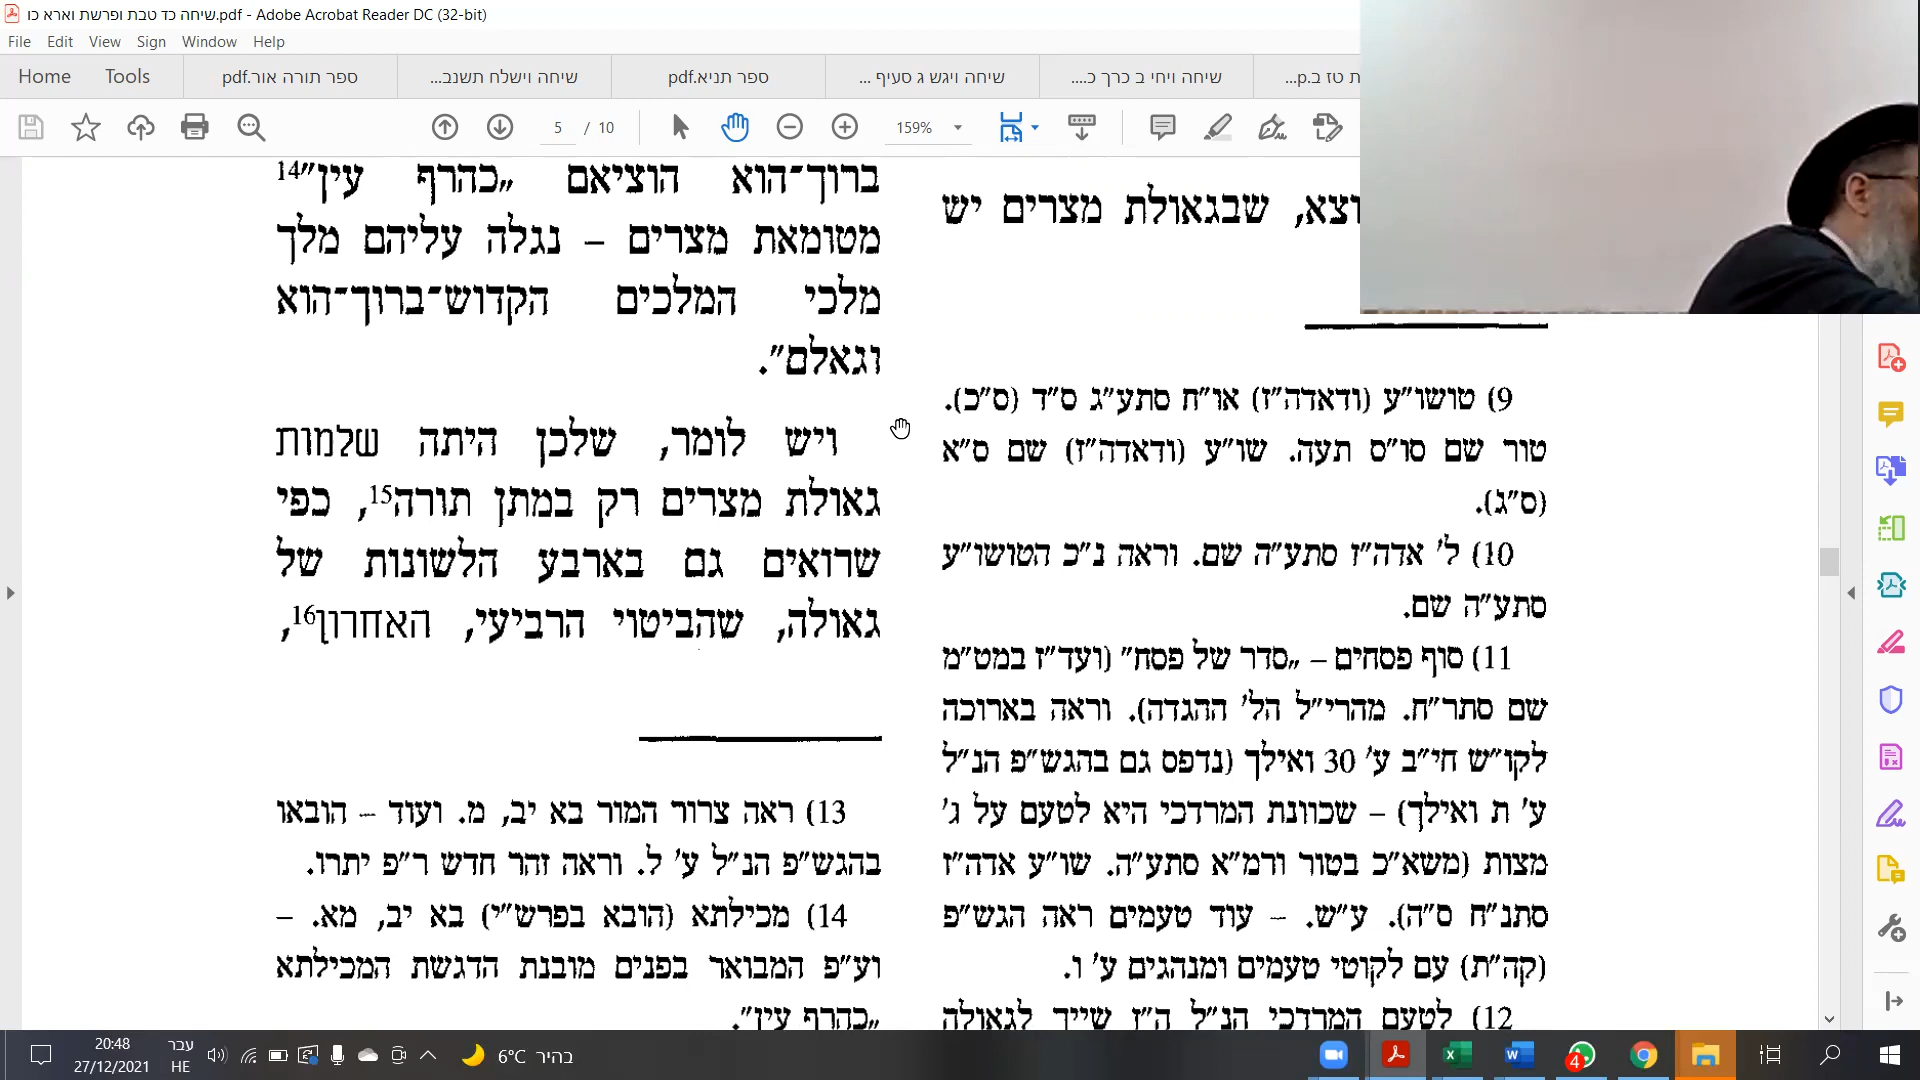 שיחה כד טבת ופרשת וארא כו.pdf - Adobe Acrobat Reader DC (32-bit)
File Edit View Sign Window Help
Home Tools ספר תורה אור.pdf שיחה וישלח תשנב... ספר תניא.pdf שיחה ויגש ג סעיף ... שיחה ויחי ב כרך כ.... ת טז ב.p...
5 / 10 159%
וצא, שבגאולת מצרים יש
9) טושו״ע (ודאדה״ז) או״ח סתע״ג ס״ד (ס״כ).
טור שם סו״ס תעה. שו״ע (ודאדה״ז) שם ס״א
(ס״ג).
10) ל׳ אדה״ז סתע״ה שם. וראה נ״כ הטושו״ע
סתע״ה שם.
11) סוף פסחים – „סדר של פסח״ (ועד״ז במט״מ
שם סתר״ח. מהרי״ל הל׳ ההגדה). וראה בארוכה
לקו״ש חי״ב ע׳ 30 ואילך (נדפס גם בהגש״פ הנ״ל
ע׳ ת ואילך) – שכוונת המרדכי היא לטעם על ג׳
מצות (משא״כ בטור ורמ״א סתע״ה. שו״ע אדה״ז
סתנ״ח ס״ה). ע״ש. – עוד טעמים ראה הגש״פ
(קה״ת) עם לקוטי טעמים ומנהגים ע׳ ו.
12) לטעם המרדכי הנ״ל ה״ז שייך לגאולה
ברוך־הוא הוציאם „כהרף עין״14
מטומאת מצרים – נגלה עליהם מלך
מלכי המלכים הקדוש־ברוך־הוא
וגאלם״.
ויש לומר, שלכן היתה שלמות
גאולת מצרים רק במתן תורה15, כפי
שרואים גם בארבע הלשונות של
גאולה, שהביטוי הרביעי, האחרון16,
13) ראה צרור המור בא יב, מ. ועוד – הובאו
בהגש״פ הנ״ל ע׳ ל. וראה זהר חדש ר״פ יתרו.
14) מכילתא (הובא בפרש״י) בא יב, מא. –
וע״פ המבואר בפנים מובנת הדגשת המכילתא
„כהרף עין״.
20:48
27/12/2021
עבר
HE
6°C בהיר
4